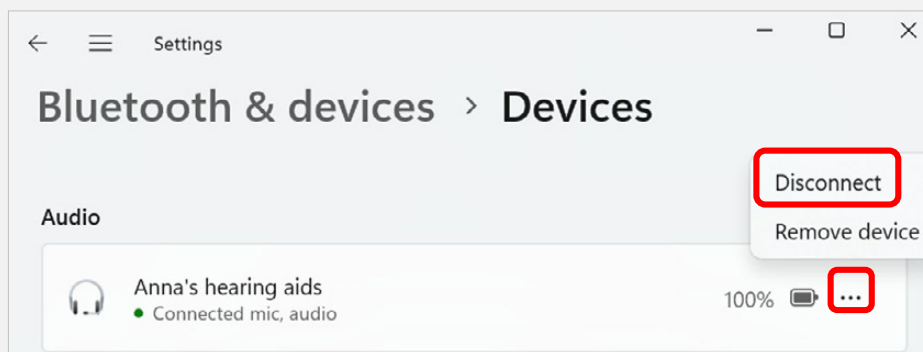 Settings
Bluetooth & devices > Devices
Disconnect
Remove device
Audio
Anna's hearing aids
Connected mic, audio
100%